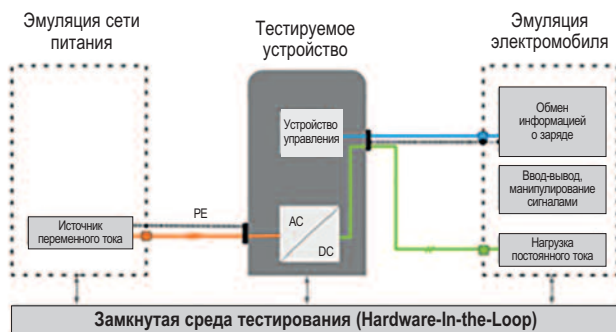 Эмуляция сети
питания
Тестируемое
устройство
Эмуляция
электромобиля
Устройство
управления
Обмен
информацией
о заряде
Ввод-вывод,
манипулирование
сигналами
PE
Источник
переменного тока
AC
DC
Нагрузка
постоянного тока
Замкнутая среда тестирования (Hardware-In-the-Loop)